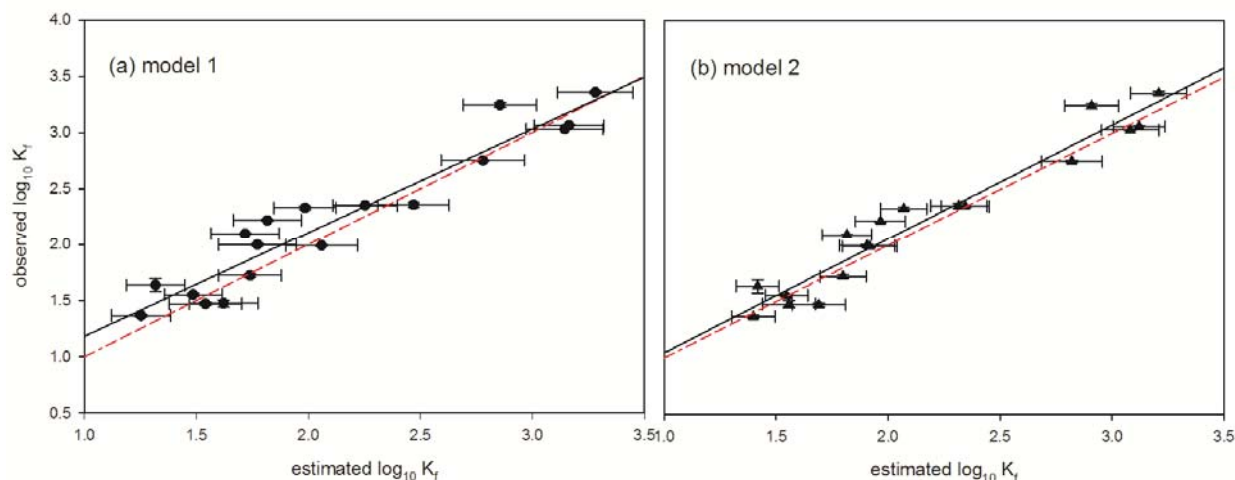 (a) model 1
(b) model 2
observed log10 Kf
4.0
3.5
3.0
2.5
2.0
1.5
1.0
0.5
1.0 1.5 2.0 2.5 3.0 3.5
1.0 1.5 2.0 2.5 3.0 3.5
estimated log10 Kf
estimated log10 Kf